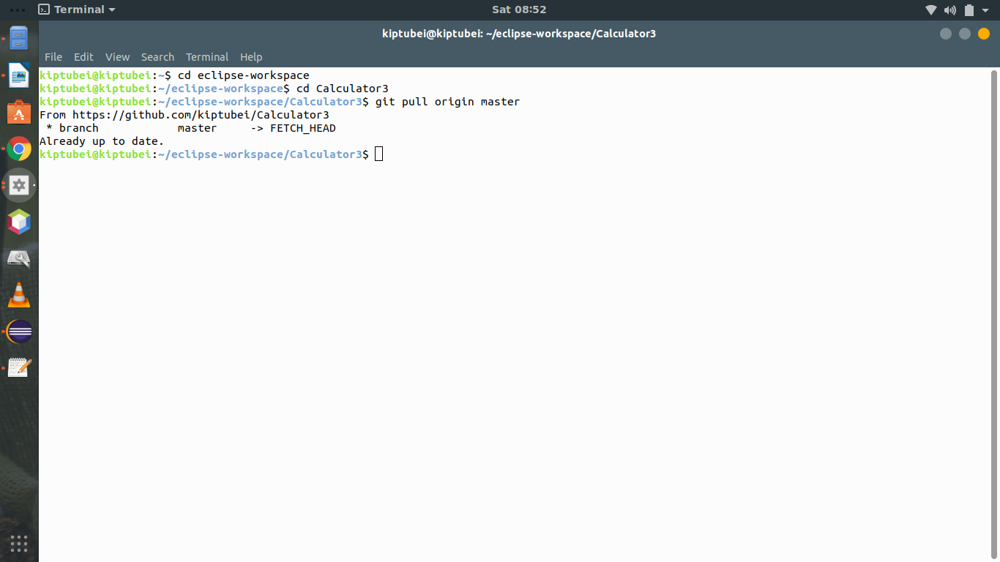 Terminal
Sat 08:52
kiptubei@kiptubei: ~/eclipse-workspace/Calculator3
File Edit View Search Terminal Help
kiptubei@kiptubei:~$ cd eclipse-workspace
kiptubei@kiptubei:~/eclipse-workspace$ cd Calculator3
kiptubei@kiptubei:~/eclipse-workspace/Calculator3$ git pull origin master
From https://github.com/kiptubei/Calculator3
 * branch            master     -> FETCH_HEAD
Already up to date.
kiptubei@kiptubei:~/eclipse-workspace/Calculator3$